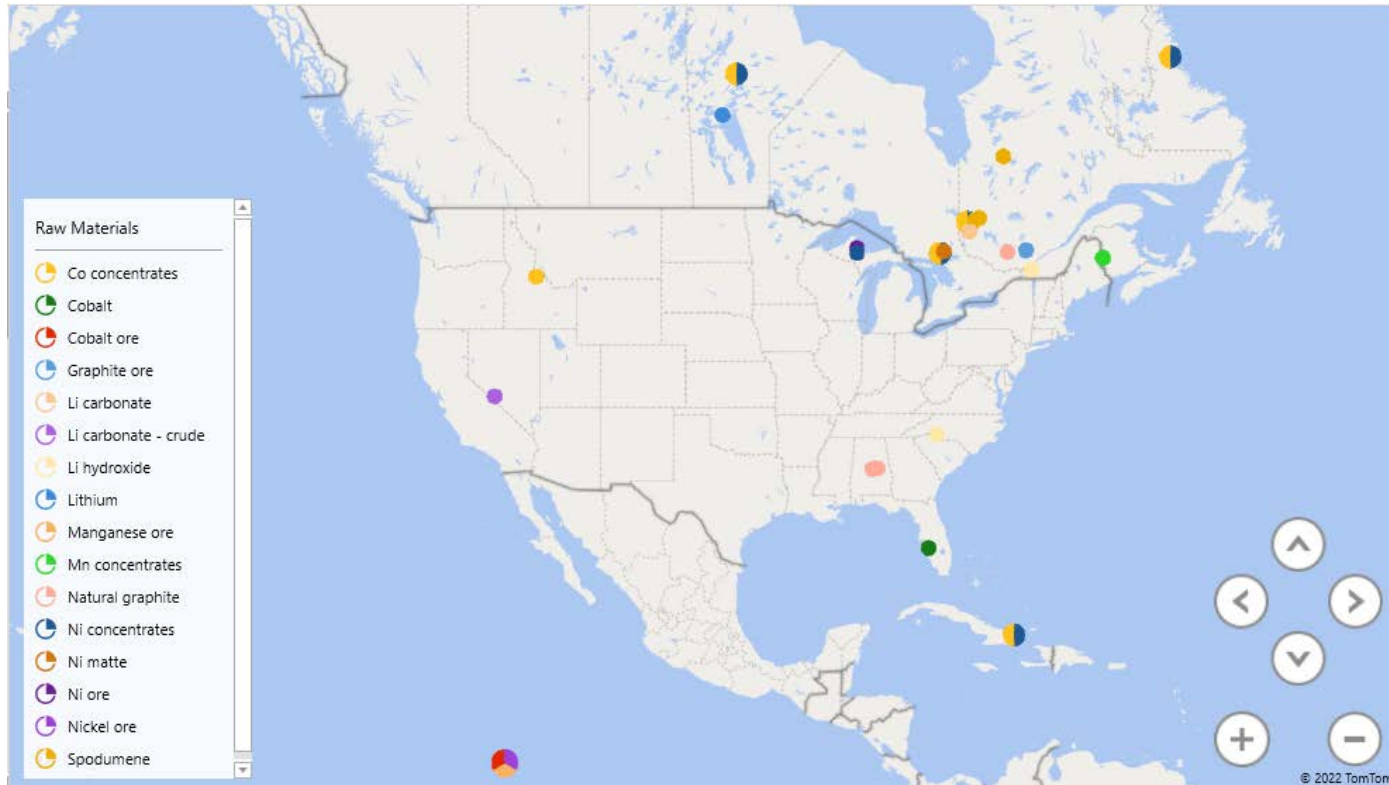 Raw Materials
Co concentrates
Cobalt
Cobalt ore
Graphite ore
Li carbonate
Li carbonate - crude
Li hydroxide
Lithium
Manganese ore
Mn concentrates
Natural graphite
Ni concentrates
Ni matte
Ni ore
Nickel ore
Spodumene
© 2022 TomTom